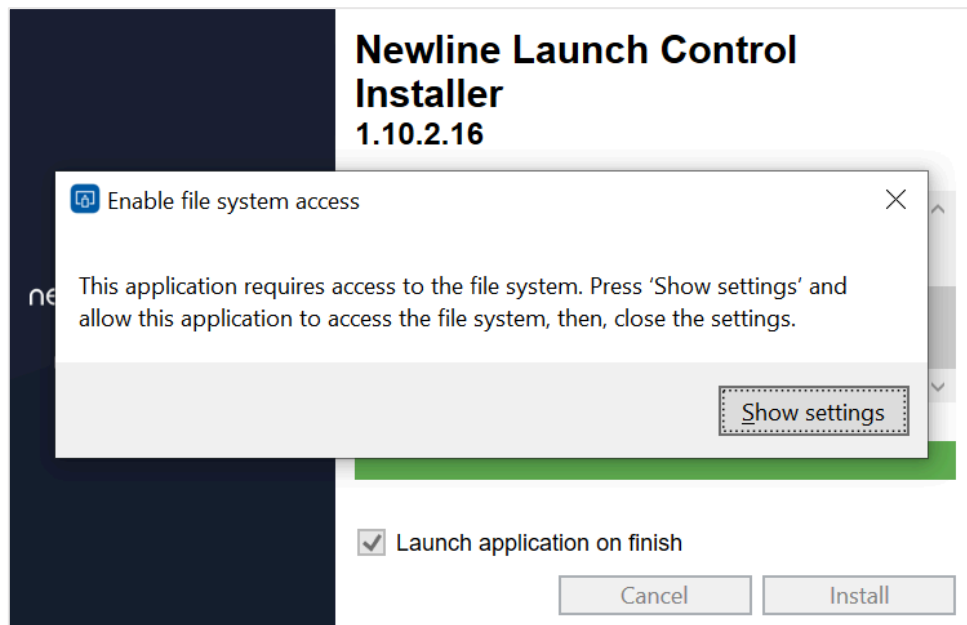 Newline Launch Control
Installer
1.10.2.16
Enable file system access
This application requires access to the file system. Press ‘Show settings’ and
allow this application to access the file system, then, close the settings.
Show settings
Launch application on finish
Cancel
Install